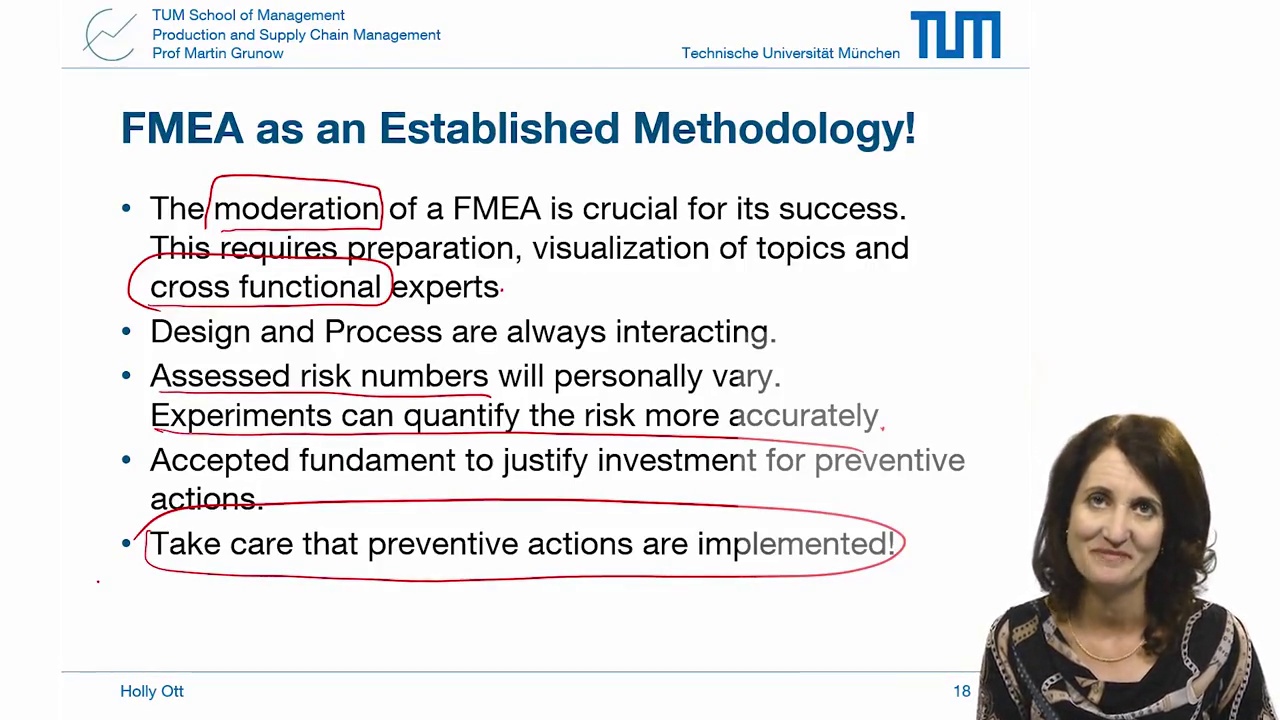 TUM School of Management
Production and Supply Chain Management
Prof Martin Grunow
Technische Universität München
TUM
FMEA as an Established Methodology!
• The moderation of a FMEA is crucial for its success.
This requires preparation, visualization of topics and
cross functional experts
• Design and Process are always interacting.
• Assessed risk numbers will personally vary.
Experiments can quantify the risk more accurately.
• Accepted fundament to justify investment for preventive
actions.
• Take care that preventive actions are implemented!
Holly Ott
18